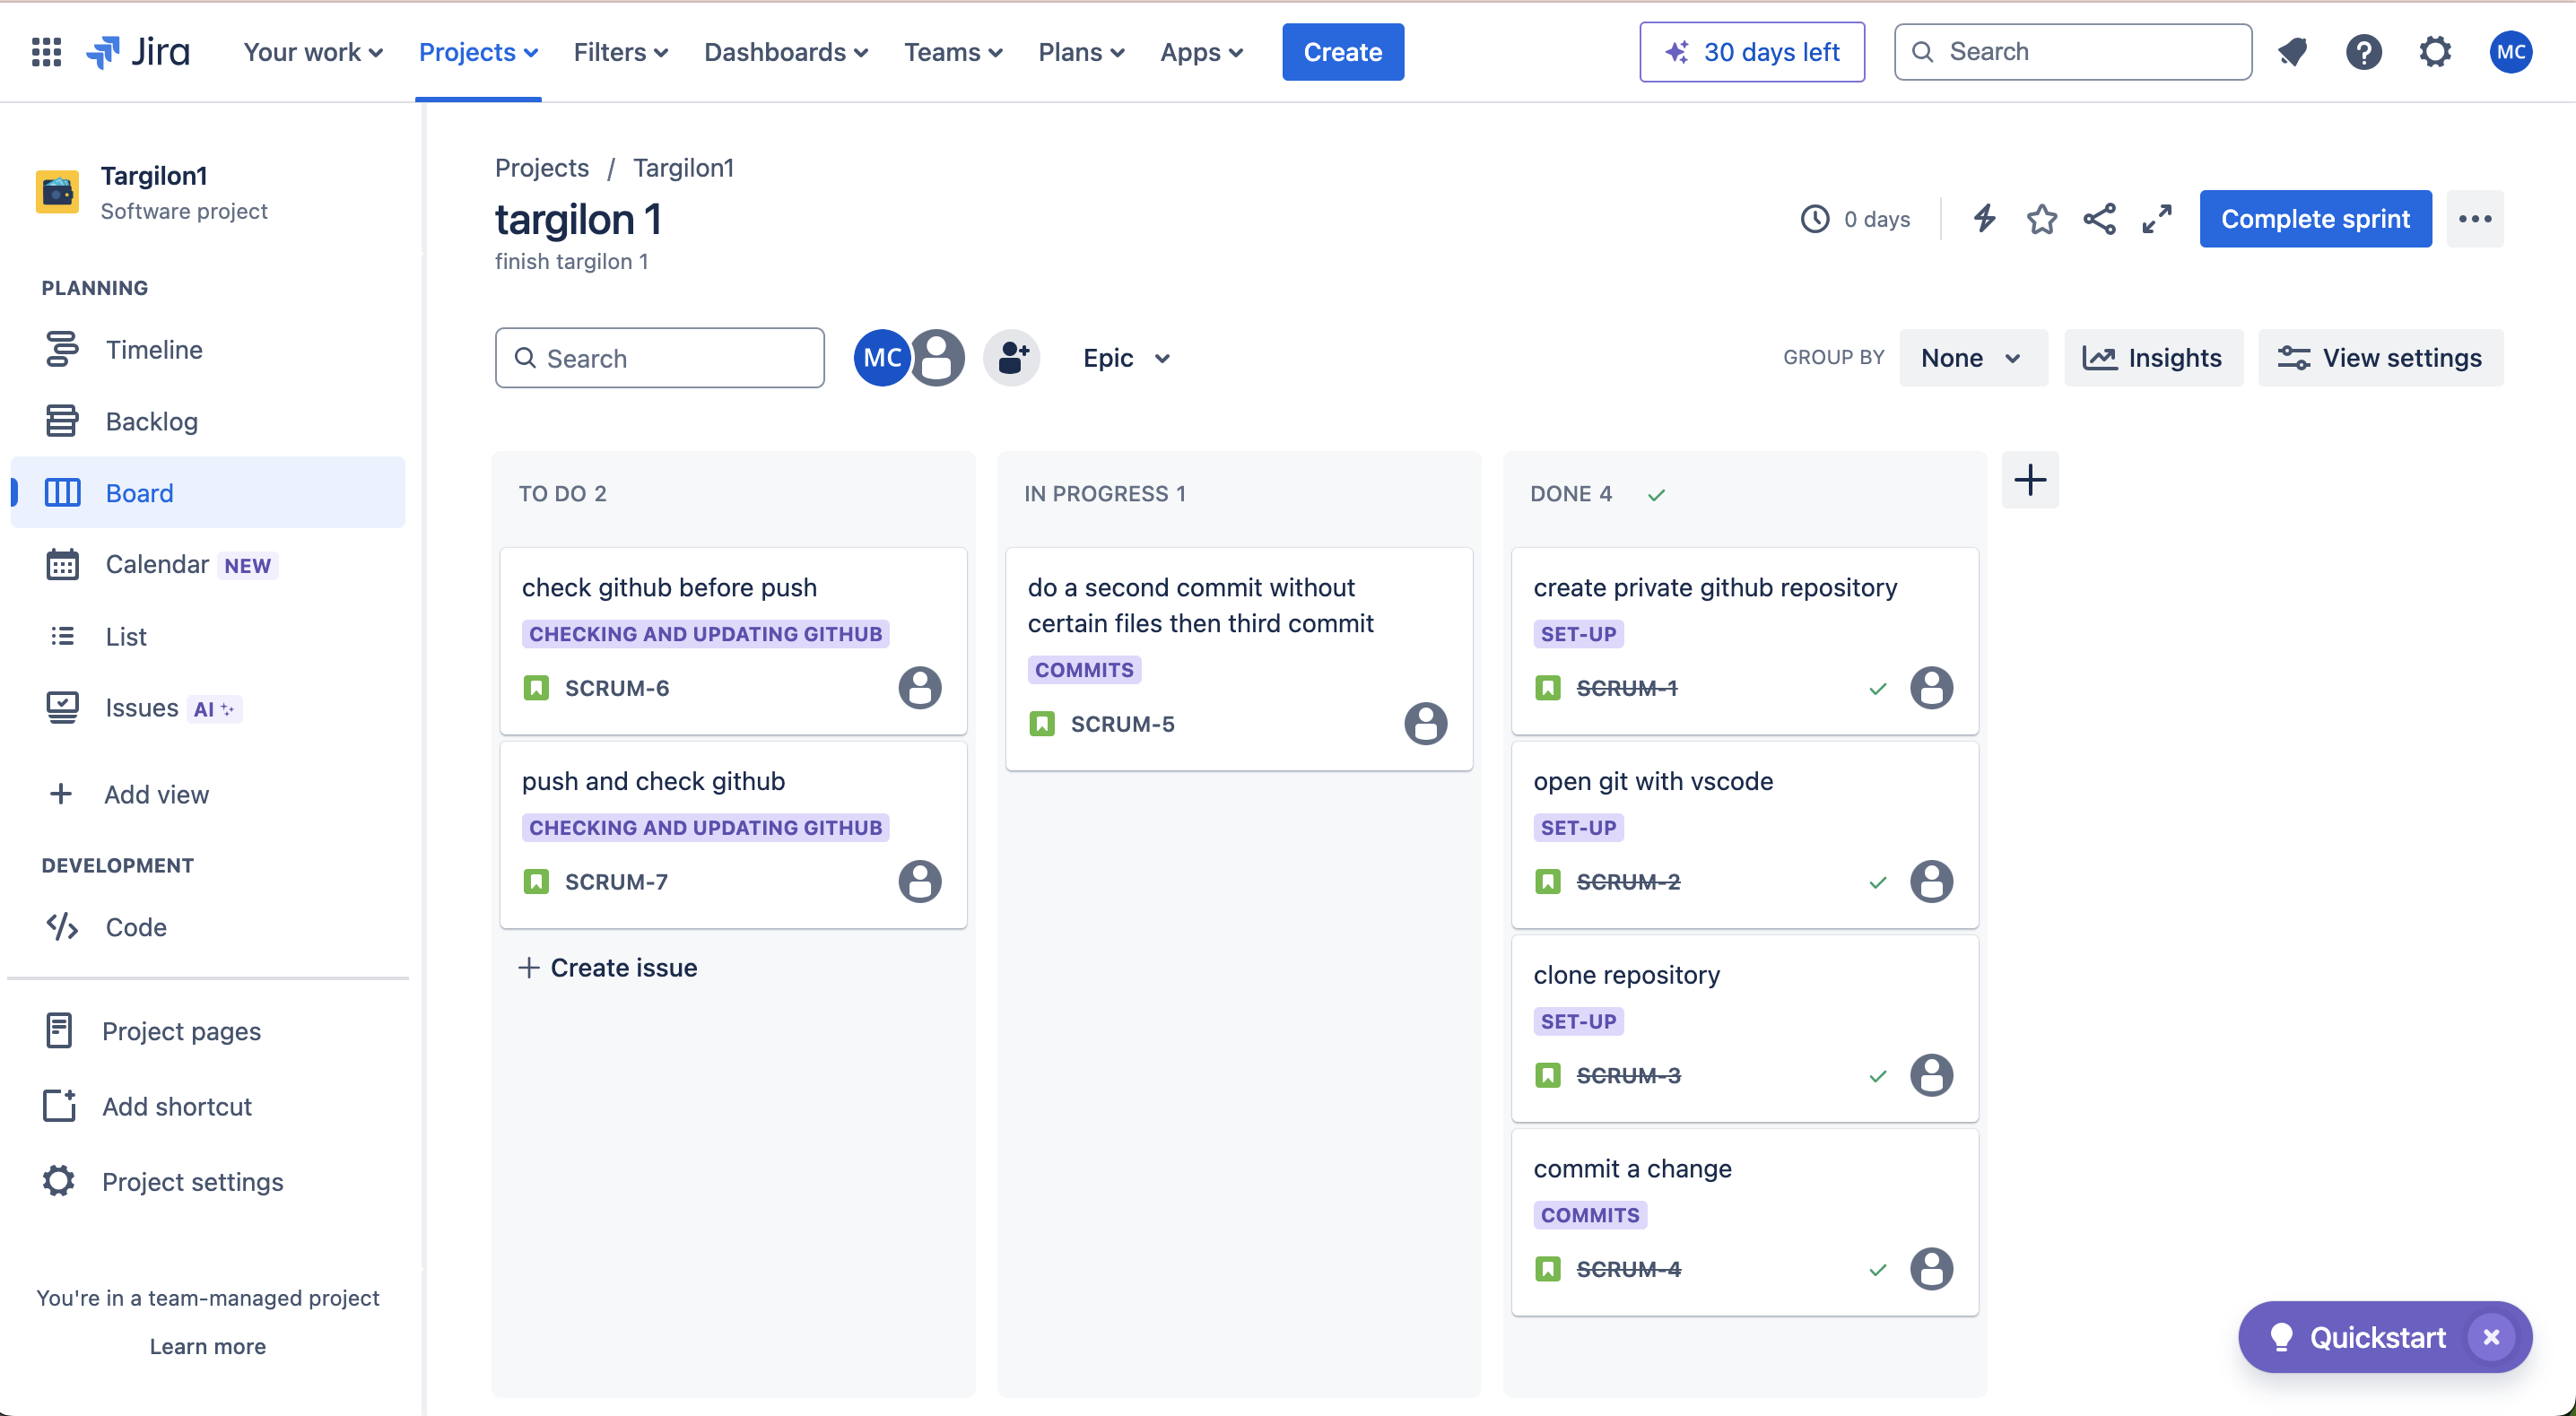 Jira
Your work
Projects
Filters
Dashboards
Teams
Plans
Apps
Create
30 days left
Search
MC
Targilon1
Software project
PLANNING
Timeline
Backlog
Board
Calendar NEW
List
Issues AI
Add view
DEVELOPMENT
Code
Project pages
Add shortcut
Project settings
You're in a team-managed project
Learn more
Projects / Targilon1
targilon 1
finish targilon 1
0 days
Complete sprint
Search
MC
Epic
GROUP BY
None
Insights
View settings
TO DO 2
check github before push
CHECKING AND UPDATING GITHUB
SCRUM-6
push and check github
CHECKING AND UPDATING GITHUB
SCRUM-7
Create issue
IN PROGRESS 1
do a second commit without
certain files then third commit
COMMITS
SCRUM-5
DONE 4
create private github repository
SET-UP
SCRUM-1
open git with vscode
SET-UP
SCRUM-2
clone repository
SET-UP
SCRUM-3
commit a change
COMMITS
SCRUM-4
Quickstart